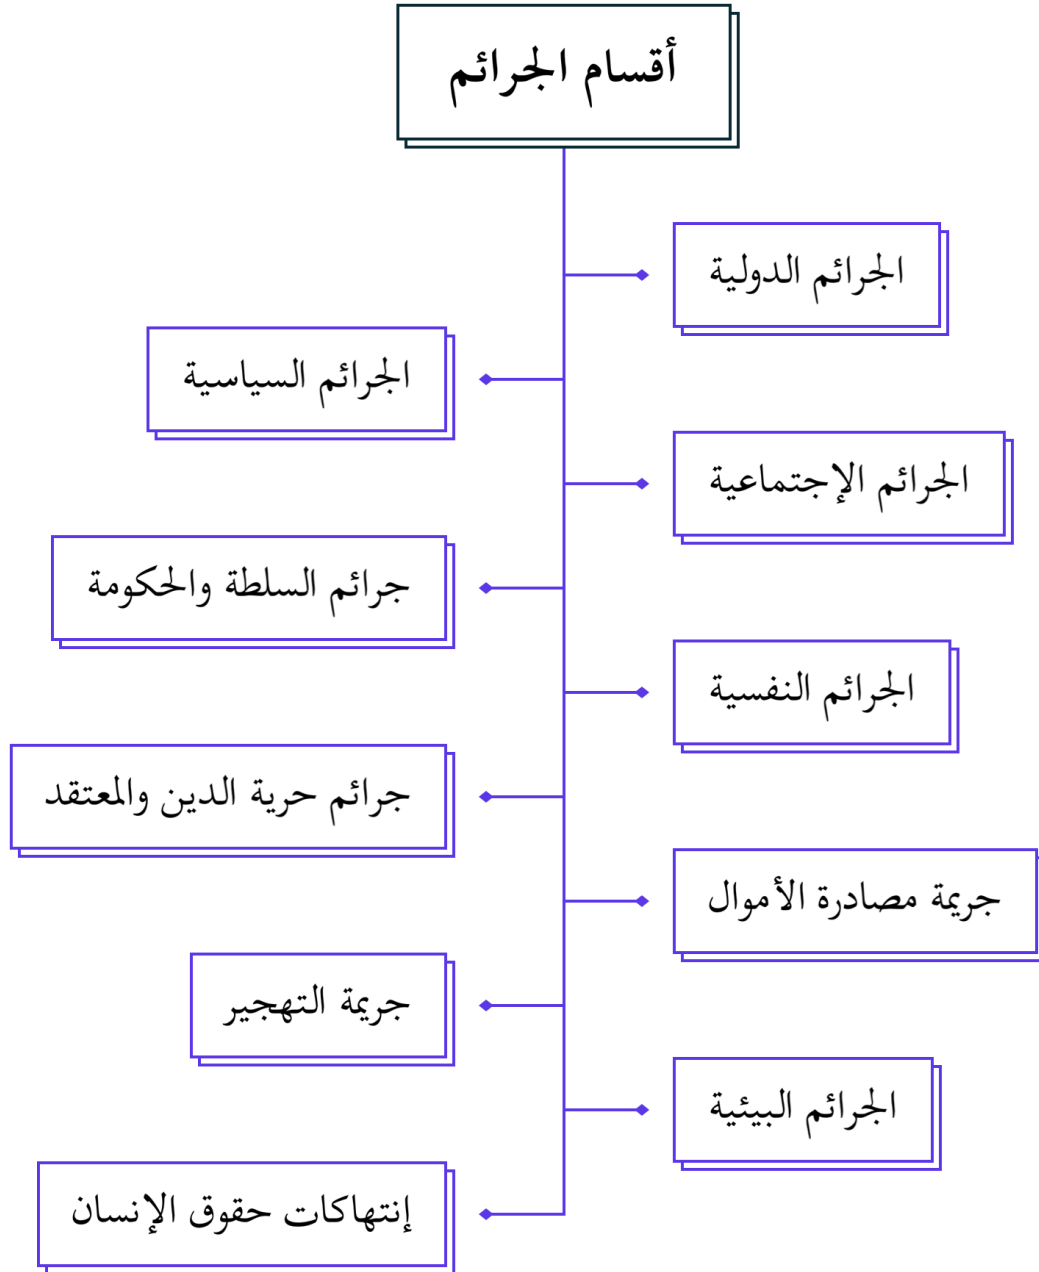 أقسام الجرائم
الجرائم الدولية
الجرائم السياسية
الجرائم الإجتماعية
جرائم السلطة والحكومة
الجرائم النفسية
جرائم حرية الدين والمعتقد
جريمة مصادرة الأموال
جريمة التهجير
الجرائم البيئية
إنتهاكات حقوق الإنسان